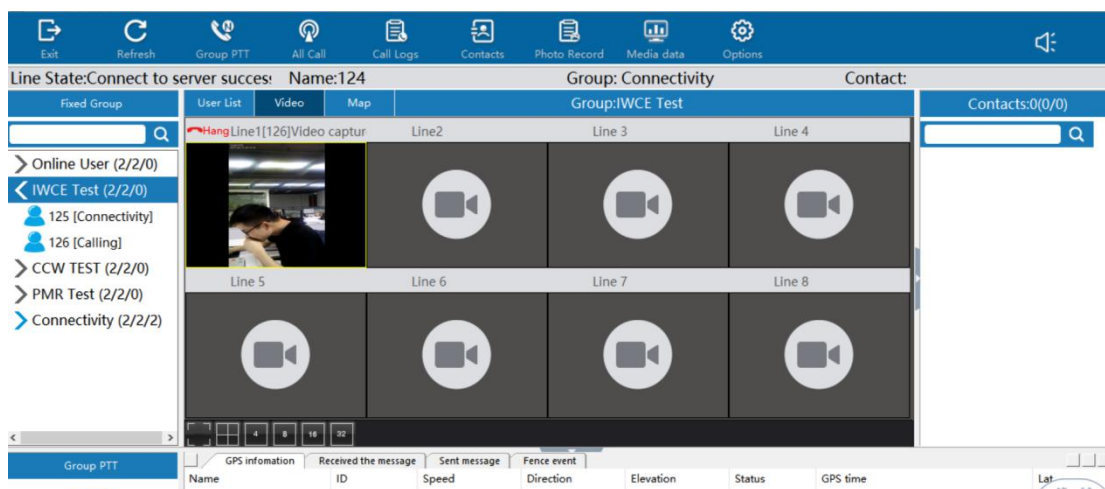 Exit Refresh Group PTT All Call Call Logs Contacts Photo Record Media data Options
Line State:Connect to server succes: Name:124 Group: Connectivity Contact:
Fixed Group User List Video Map Group:IWCE Test Contacts:0(0/0)
Hang Line1[126]Video captur Line2 Line 3 Line 4
Online User (2/2/0)
IWCE Test (2/2/0)
125 [Connectivity]
126 [Calling]
CCW TEST (2/2/0)
PMR Test (2/2/0)
Connectivity (2/2/2)
Line 5 Line 6 Line 7 Line 8
4 8 16 32
Group PTT
GPS infomation Received the message Sent message Fence event
Name ID Speed Direction Elevation Status GPS time Lat